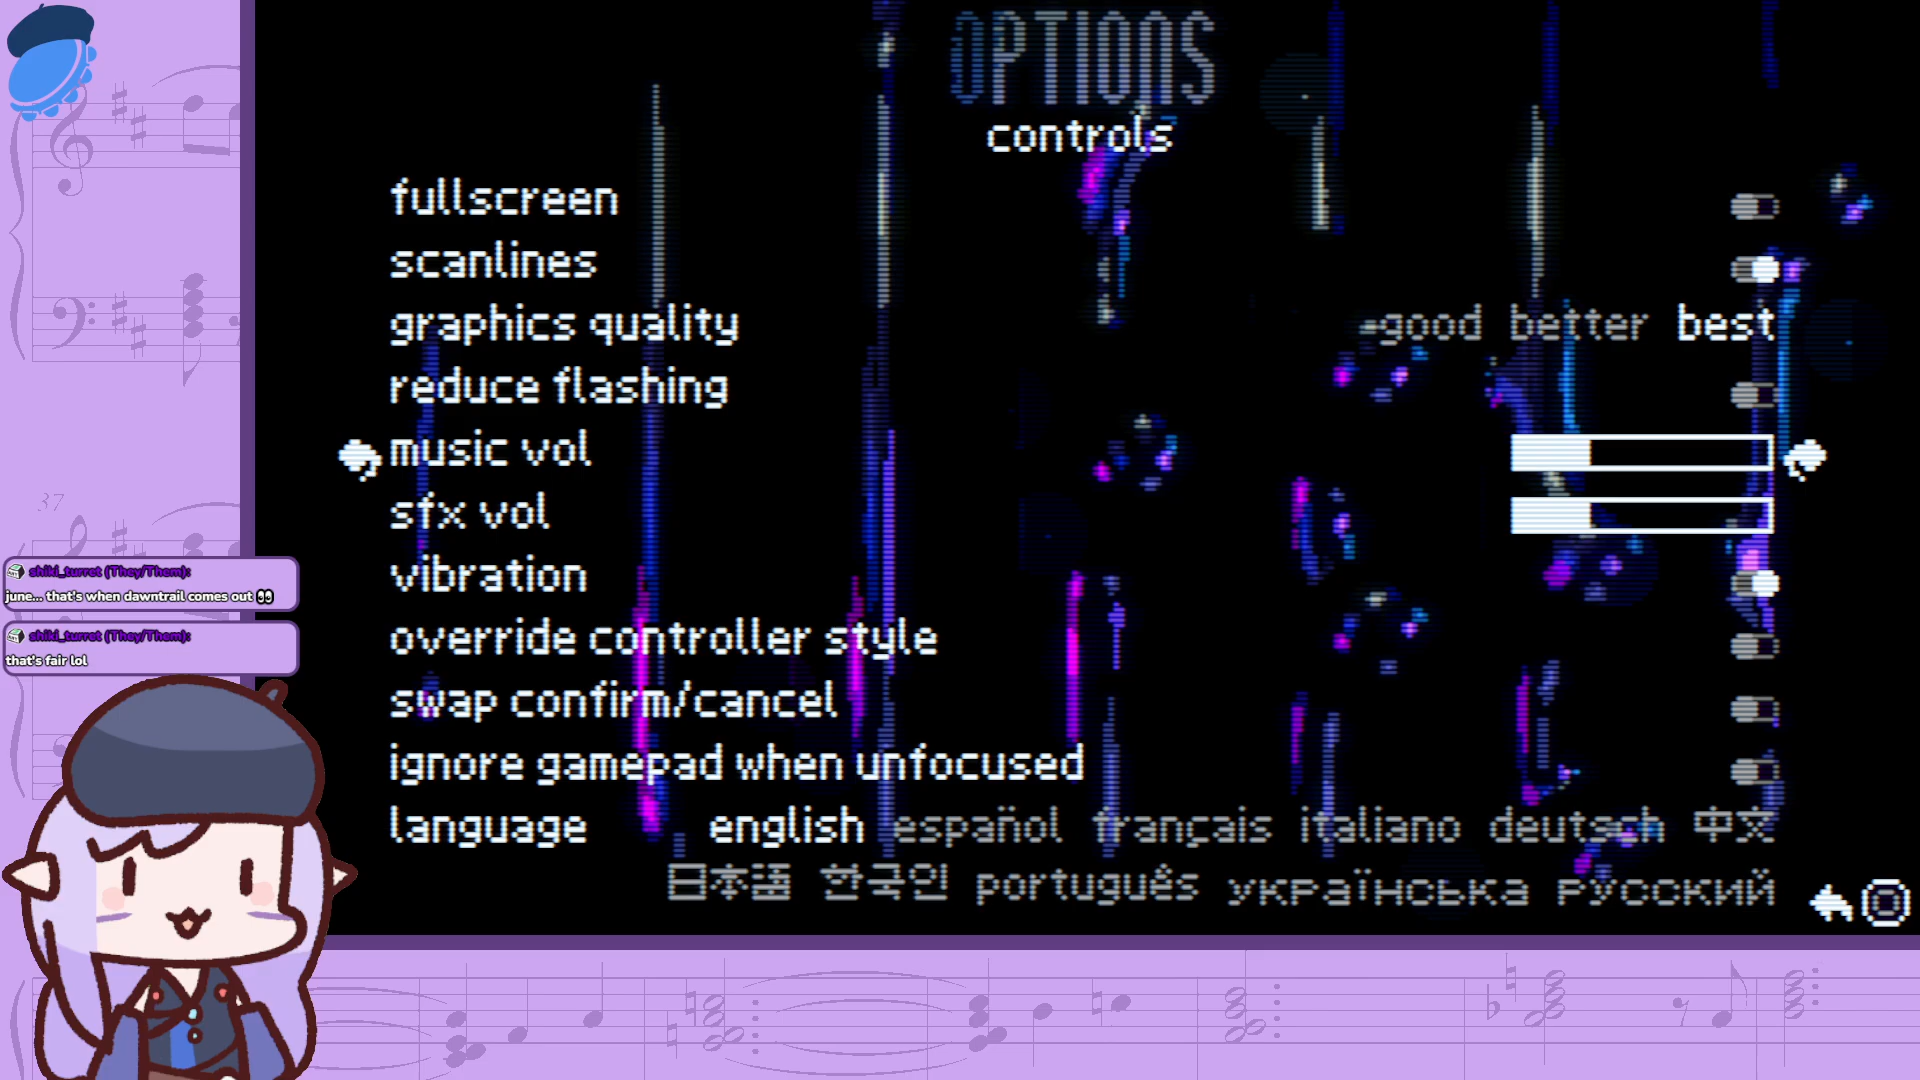 OPTIONS
controls
fullscreen
scanlines
graphics quality good better best
reduce flashing
music vol
sfx vol
vibration
override controller style
swap confirm/cancel
ignore gamepad when unfocused
language english español français italiano deutsch 中文
日本語 한국인 português українська русский
37
shiki_turret (They/Them):
june... that's when dawntrail comes out 👀
shiki_turret (They/Them):
that's fair lol